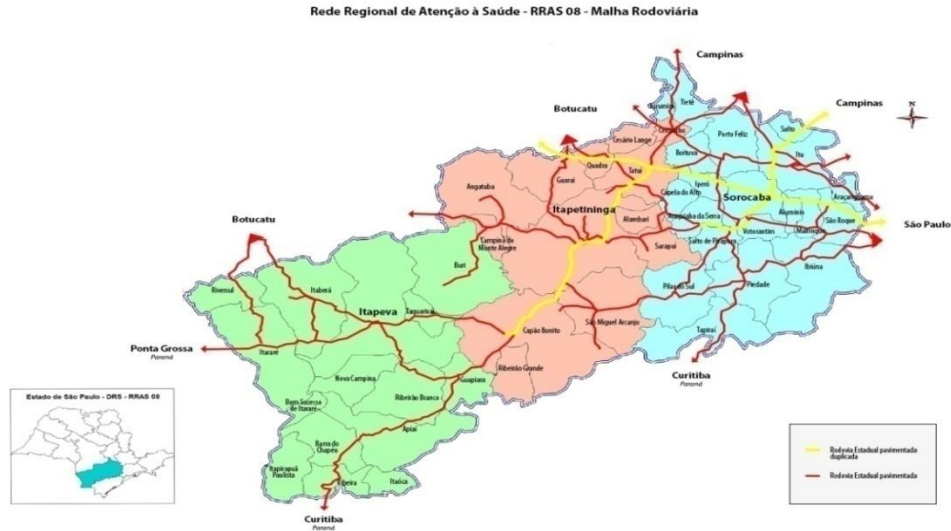 Rede Regional de Atenção à Saúde - RRAS 08 - Malha Rodoviária
Campinas
Botucatu
Campinas
Jurumirim
Tietê
Cerquilho
Porto Feliz
Salto
Cesário Lange
Boituva
Itu
Quadra
Tatuí
Guareí
Iperó
Capela do Alto
Sorocaba
Araçariguama
Angatuba
Itapetininga
Alambari
Araçoiaba da Serra
Alumínio
São Roque
Votorantim
Mairinque
São Paulo
Botucatu
Campina do
Monte Alegre
Sarapuí
Salto de Pirapora
Ibiúna
Buri
Pilar do Sul
Piedade
Riversul
Itaberá
Itapeva
Taquarivaí
São Miguel Arcanjo
Capão Bonito
Tapiraí
Ponta Grossa
Paraná
Itararé
Ribeirão Grande
Curitiba
Paraná
Nova Campina
Guapiara
Ribeirão Branco
Bom Sucesso
de Itararé
Apiaí
Barra do
Chapéu
Itapirapuã
Paulista
Ribeira
Itaóca
Curitiba
Paraná
Estado de São Paulo - DRS - RRAS 09
Rodovia Estadual pavimentada
duplicada
Rodovia Estadual pavimentada